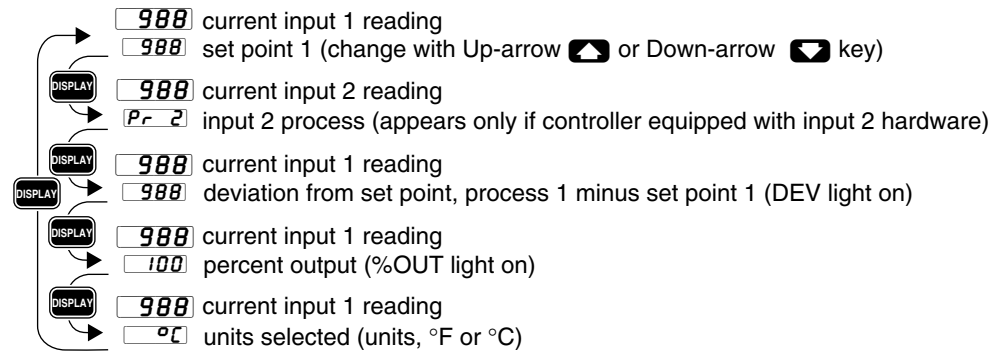 988 current input 1 reading
988 set point 1 (change with Up-arrow or Down-arrow key)
DISPLAY
988 current input 2 reading
Pr 2 input 2 process (appears only if controller equipped with input 2 hardware)
DISPLAY
988 current input 1 reading
DISPLAY
988 deviation from set point, process 1 minus set point 1 (DEV light on)
DISPLAY
988 current input 1 reading
100 percent output (%OUT light on)
DISPLAY
988 current input 1 reading
°C units selected (units, °F or °C)